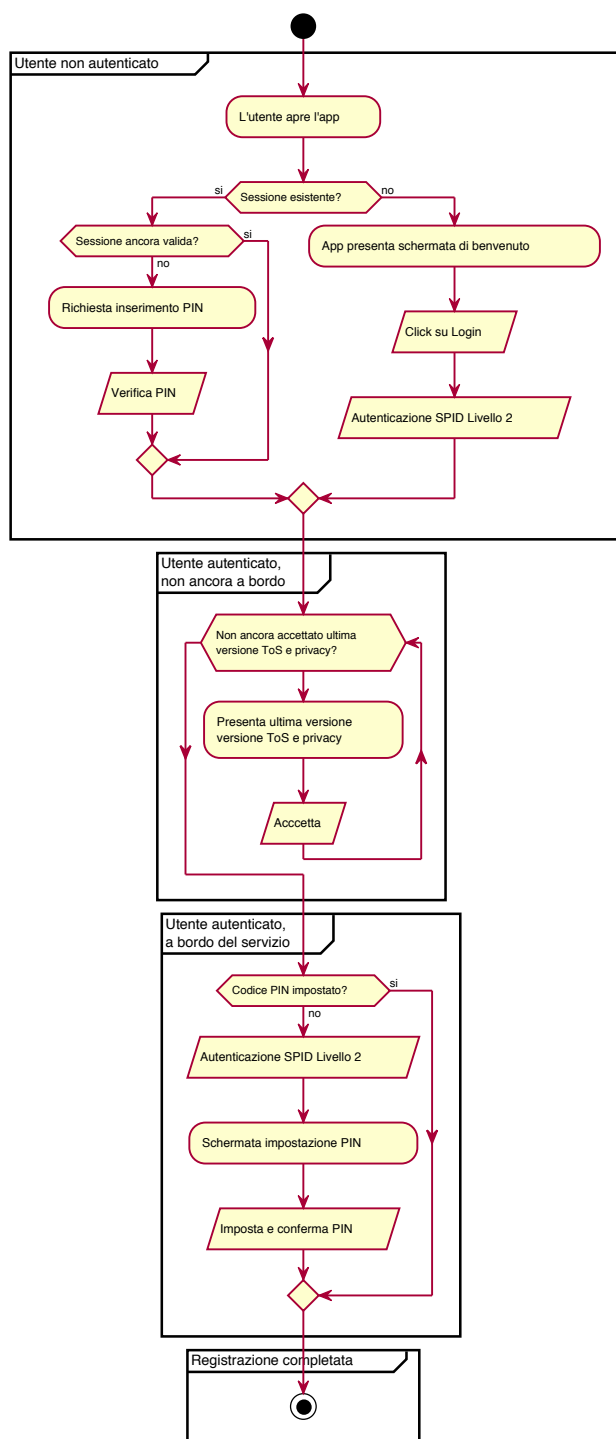 Utente non autenticato
L'utente apre l'app
si
Sessione esistente?
no
Sessione ancora valida?
si
App presenta schermata di benvenuto
no
Richiesta inserimento PIN
Click su Login
Verifica PIN
Autenticazione SPID Livello 2
Utente autenticato,
non ancora a bordo
Non ancora accettato ultima
versione ToS e privacy?
Presenta ultima versione
versione ToS e privacy
Acccetta
Utente autenticato,
a bordo del servizio
Codice PIN impostato?
si
no
Autenticazione SPID Livello 2
Schermata impostazione PIN
Imposta e conferma PIN
Registrazione completata